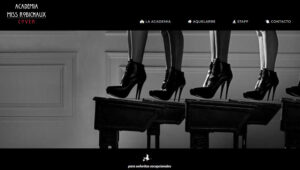 ACADEMIA
MISS ROBICHAUX
COVEN
LA ACADEMIA
AQUELARRE
STAFF
CONTACTO
para señoritas excepcionales